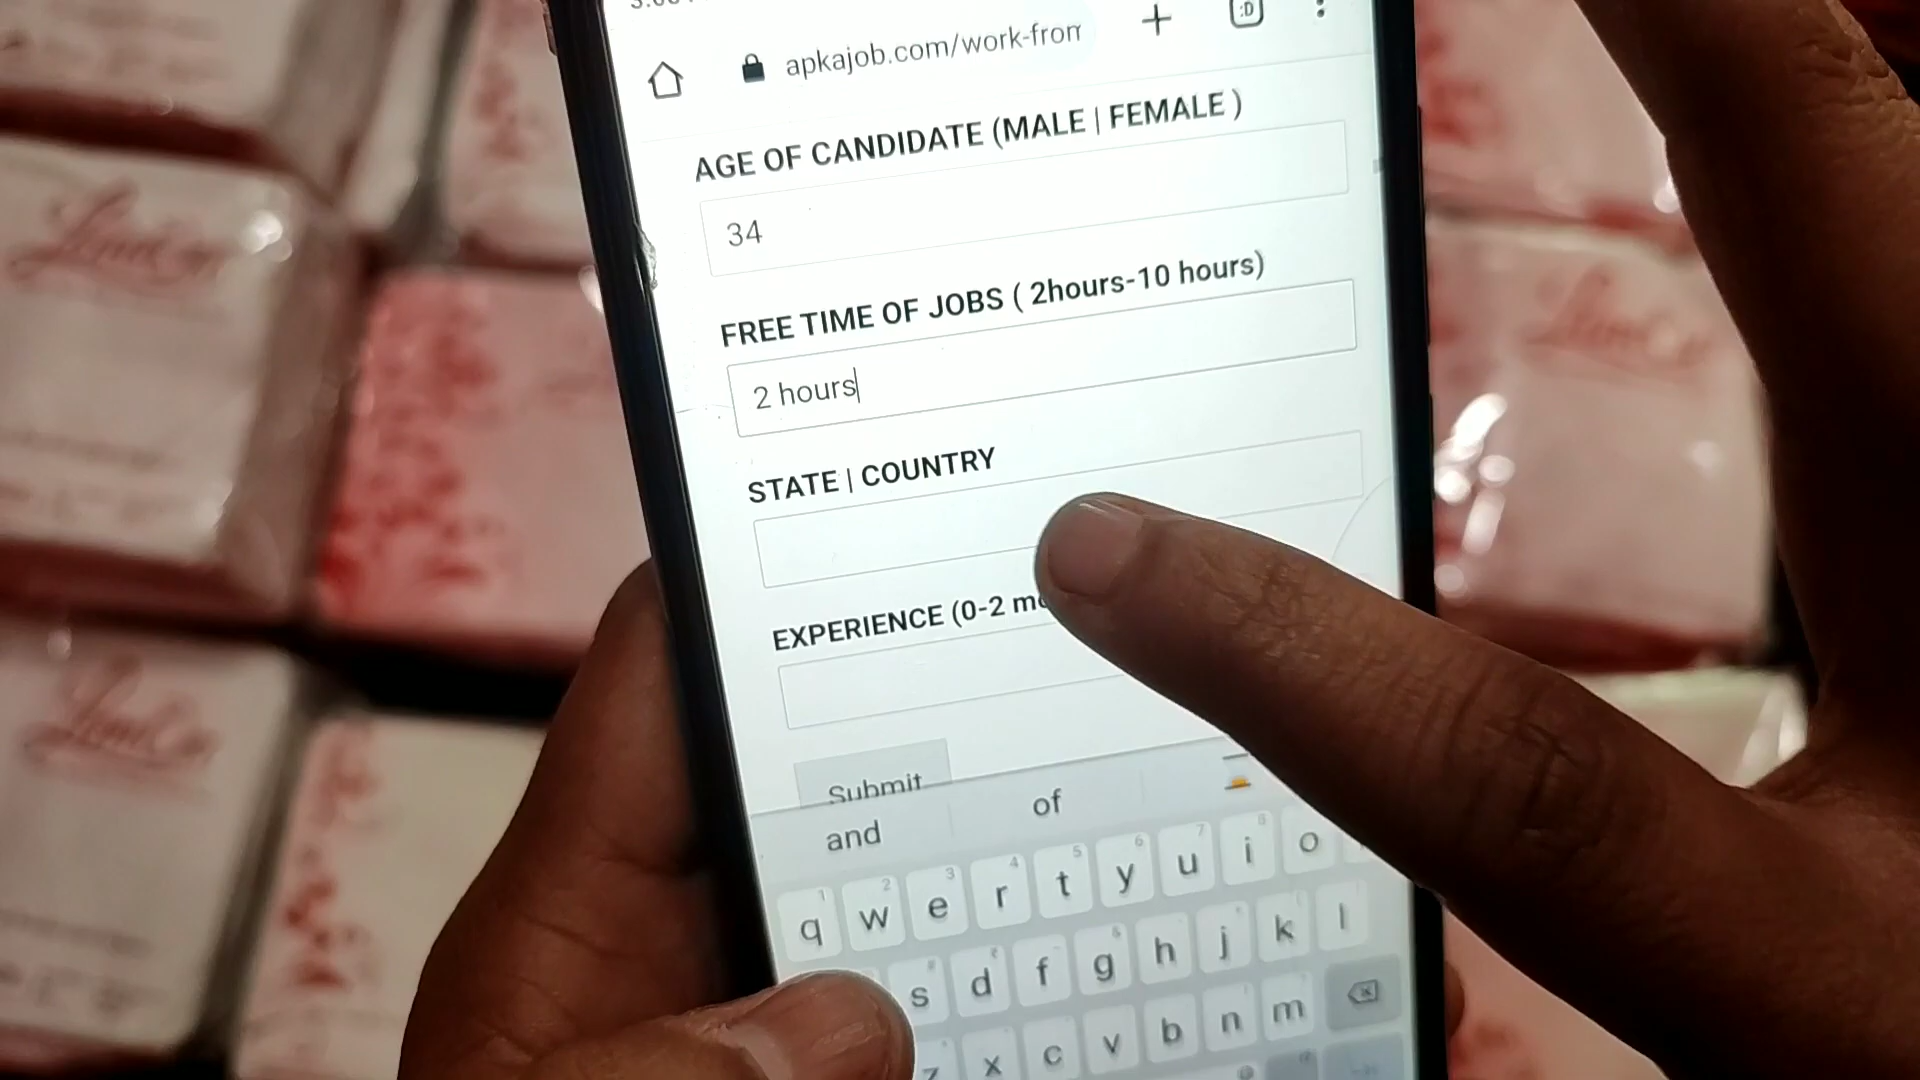 apkajob.com/work-from
:D
AGE OF CANDIDATE (MALE | FEMALE )
34
FREE TIME OF JOBS ( 2hours-10 hours)
2 hours
STATE | COUNTRY
EXPERIENCE (0-2 mo
Submit
and of
q w e r t y u i o
s d f g h j k l
z x c v b n m